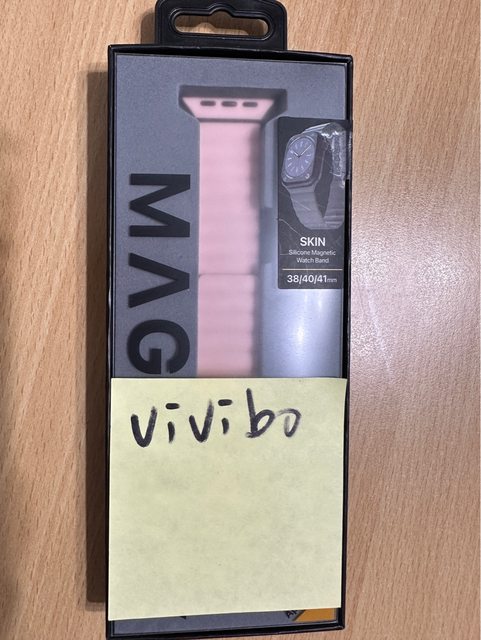 MAG
SKIN
Silicone Magnetic
Watch Band
38/40/41mm
vivibo